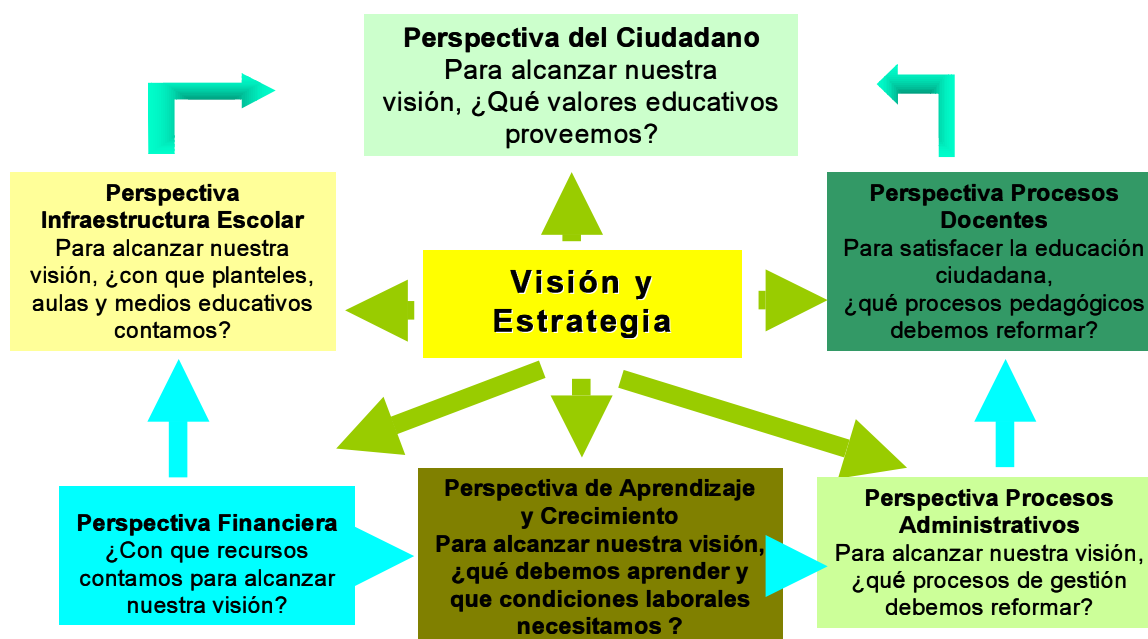 Perspectiva del Ciudadano
Para alcanzar nuestra
visión, ¿Qué valores educativos
proveemos?
Perspectiva
Infraestructura Escolar
Para alcanzar nuestra
visión, ¿con que planteles,
aulas y medios educativos
contamos?
Visión y
Estrategia
Perspectiva Procesos
Docentes
Para satisfacer la educación
ciudadana,
¿qué procesos pedagógicos
debemos reformar?
Perspectiva Financiera
¿Con que recursos
contamos para alcanzar
nuestra visión?
Perspectiva de Aprendizaje
y Crecimiento
Para alcanzar nuestra visión,
¿qué debemos aprender y
que condiciones laborales
necesitamos ?
Perspectiva Procesos
Administrativos
Para alcanzar nuestra visión,
¿qué procesos de gestión
debemos reformar?